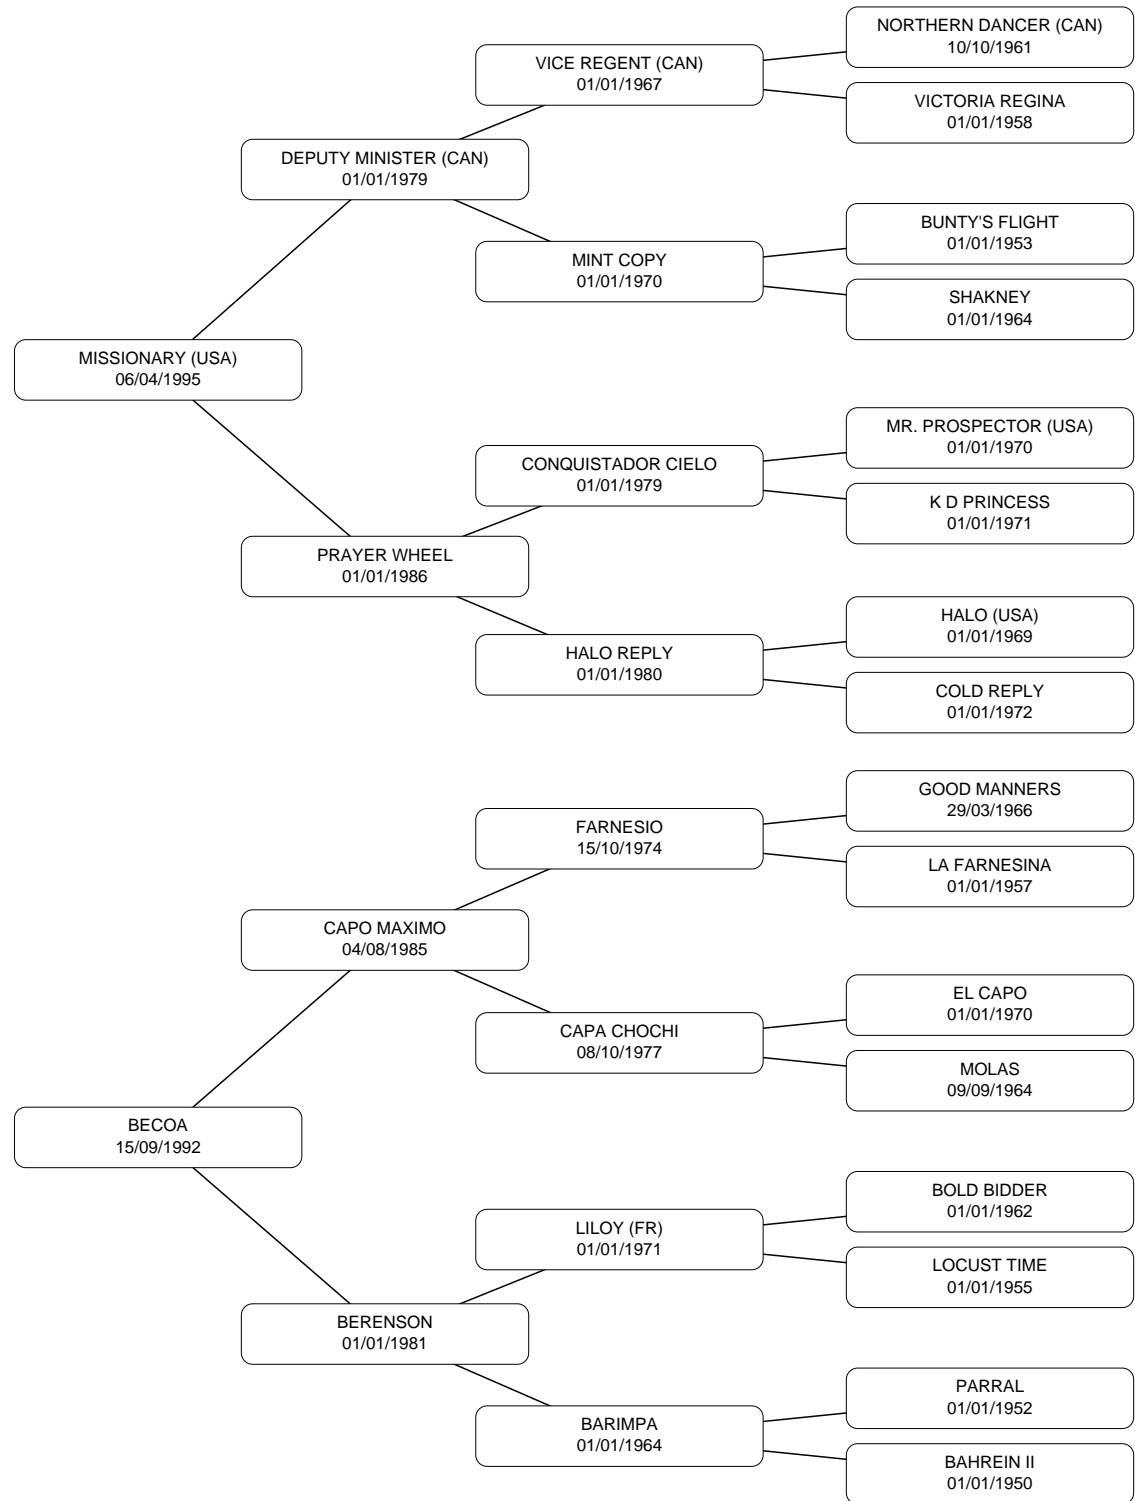 NORTHERN DANCER (CAN)
10/10/1961
VICE REGENT (CAN)
01/01/1967
VICTORIA REGINA
01/01/1958
DEPUTY MINISTER (CAN)
01/01/1979
BUNTY'S FLIGHT
01/01/1953
MINT COPY
01/01/1970
SHAKNEY
01/01/1964
MISSIONARY (USA)
06/04/1995
MR. PROSPECTOR (USA)
01/01/1970
CONQUISTADOR CIELO
01/01/1979
K D PRINCESS
01/01/1971
PRAYER WHEEL
01/01/1986
HALO (USA)
01/01/1969
HALO REPLY
01/01/1980
COLD REPLY
01/01/1972
GOOD MANNERS
29/03/1966
FARNESIO
15/10/1974
LA FARNESINA
01/01/1957
CAPO MAXIMO
04/08/1985
EL CAPO
01/01/1970
CAPA CHOCHI
08/10/1977
MOLAS
09/09/1964
BECOA
15/09/1992
BOLD BIDDER
01/01/1962
LILOY (FR)
01/01/1971
LOCUST TIME
01/01/1955
BERENSON
01/01/1981
PARRAL
01/01/1952
BARIMPA
01/01/1964
BAHREIN II
01/01/1950